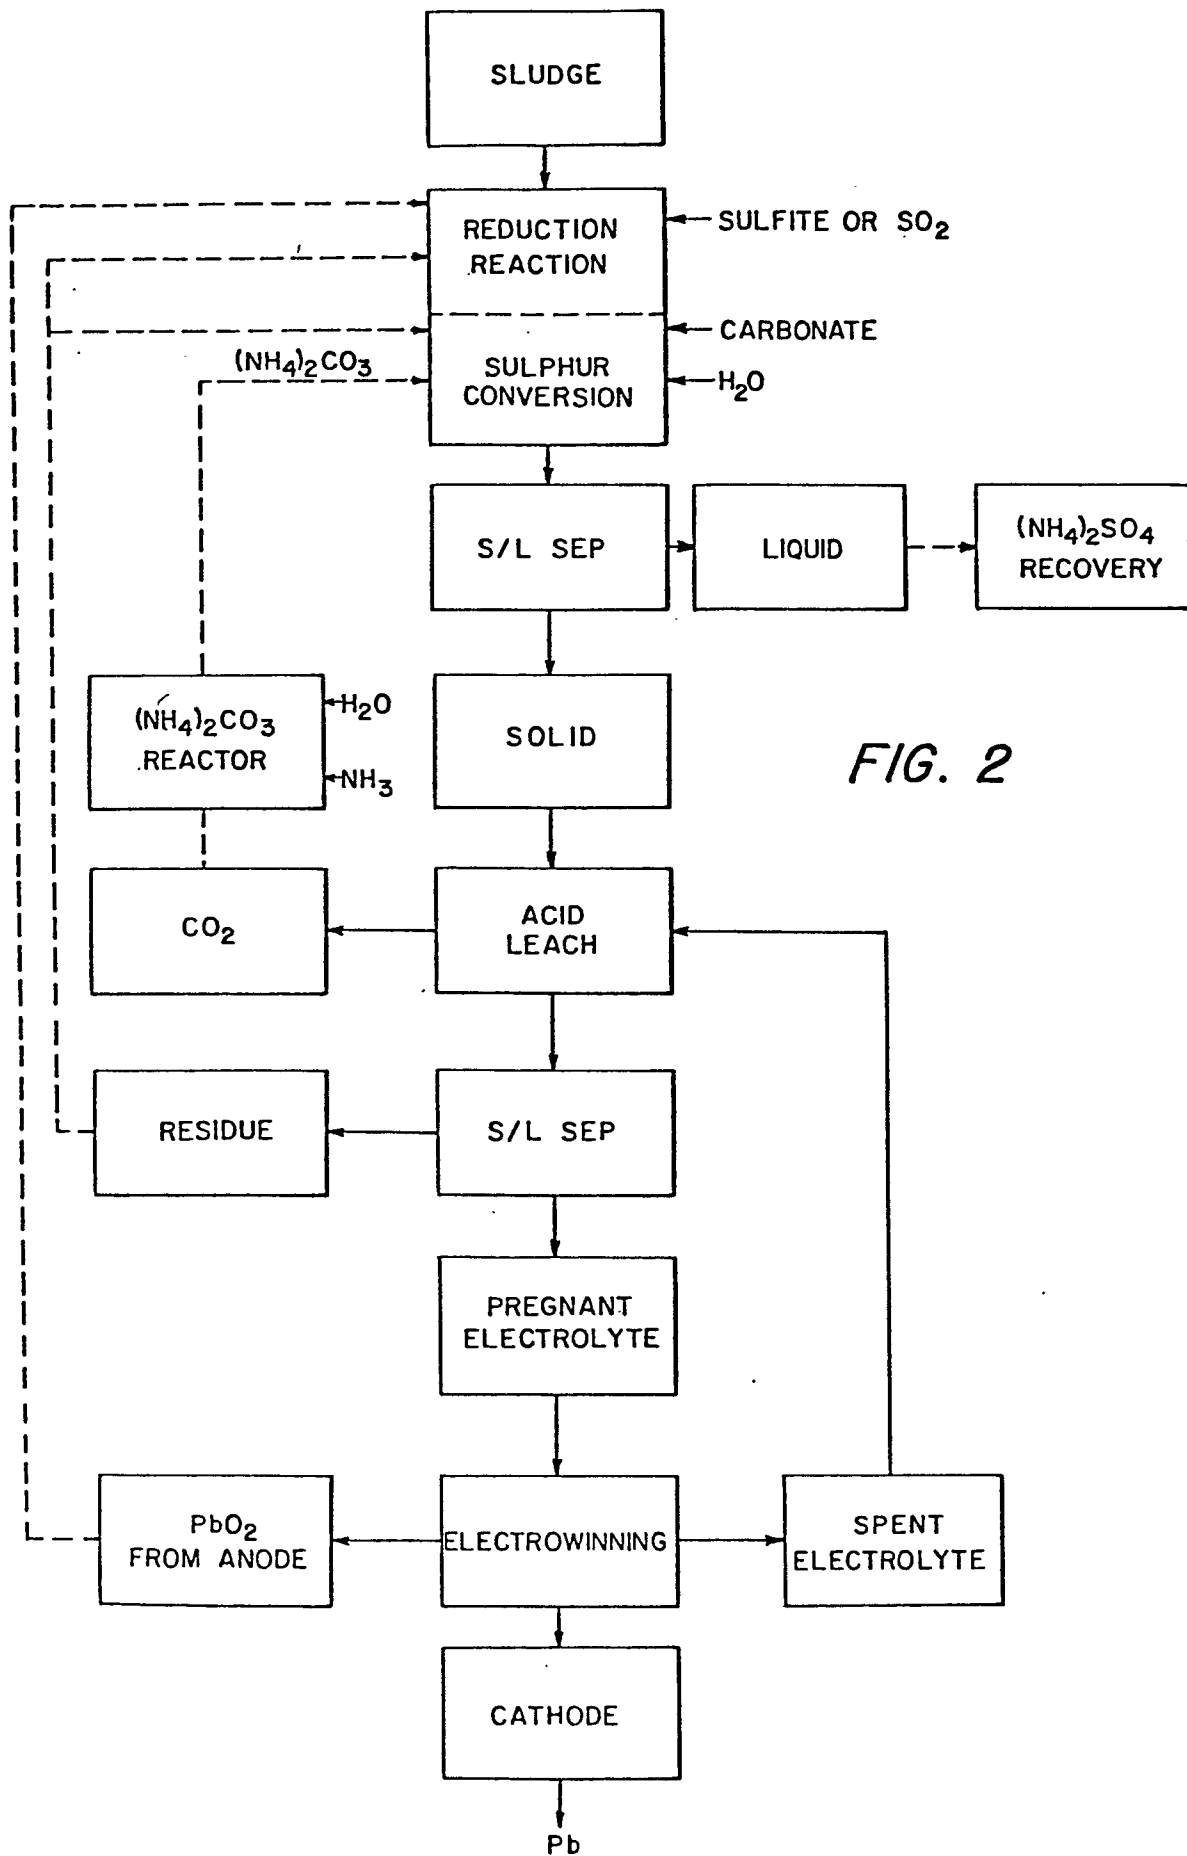 SLUDGE
REDUCTION
REACTION
SULFITE OR SO₂
CARBONATE
(NH₄)₂CO₃
SULPHUR
CONVERSION
H₂O
S/L SEP
LIQUID
(NH₄)₂SO₄
RECOVERY
(NH₄)₂CO₃
REACTOR
H₂O
NH₃
SOLID
FIG. 2
CO₂
ACID
LEACH
RESIDUE
S/L SEP
PREGNANT
ELECTROLYTE
PbO₂
FROM ANODE
ELECTROWINNING
SPENT
ELECTROLYTE
CATHODE
Pb